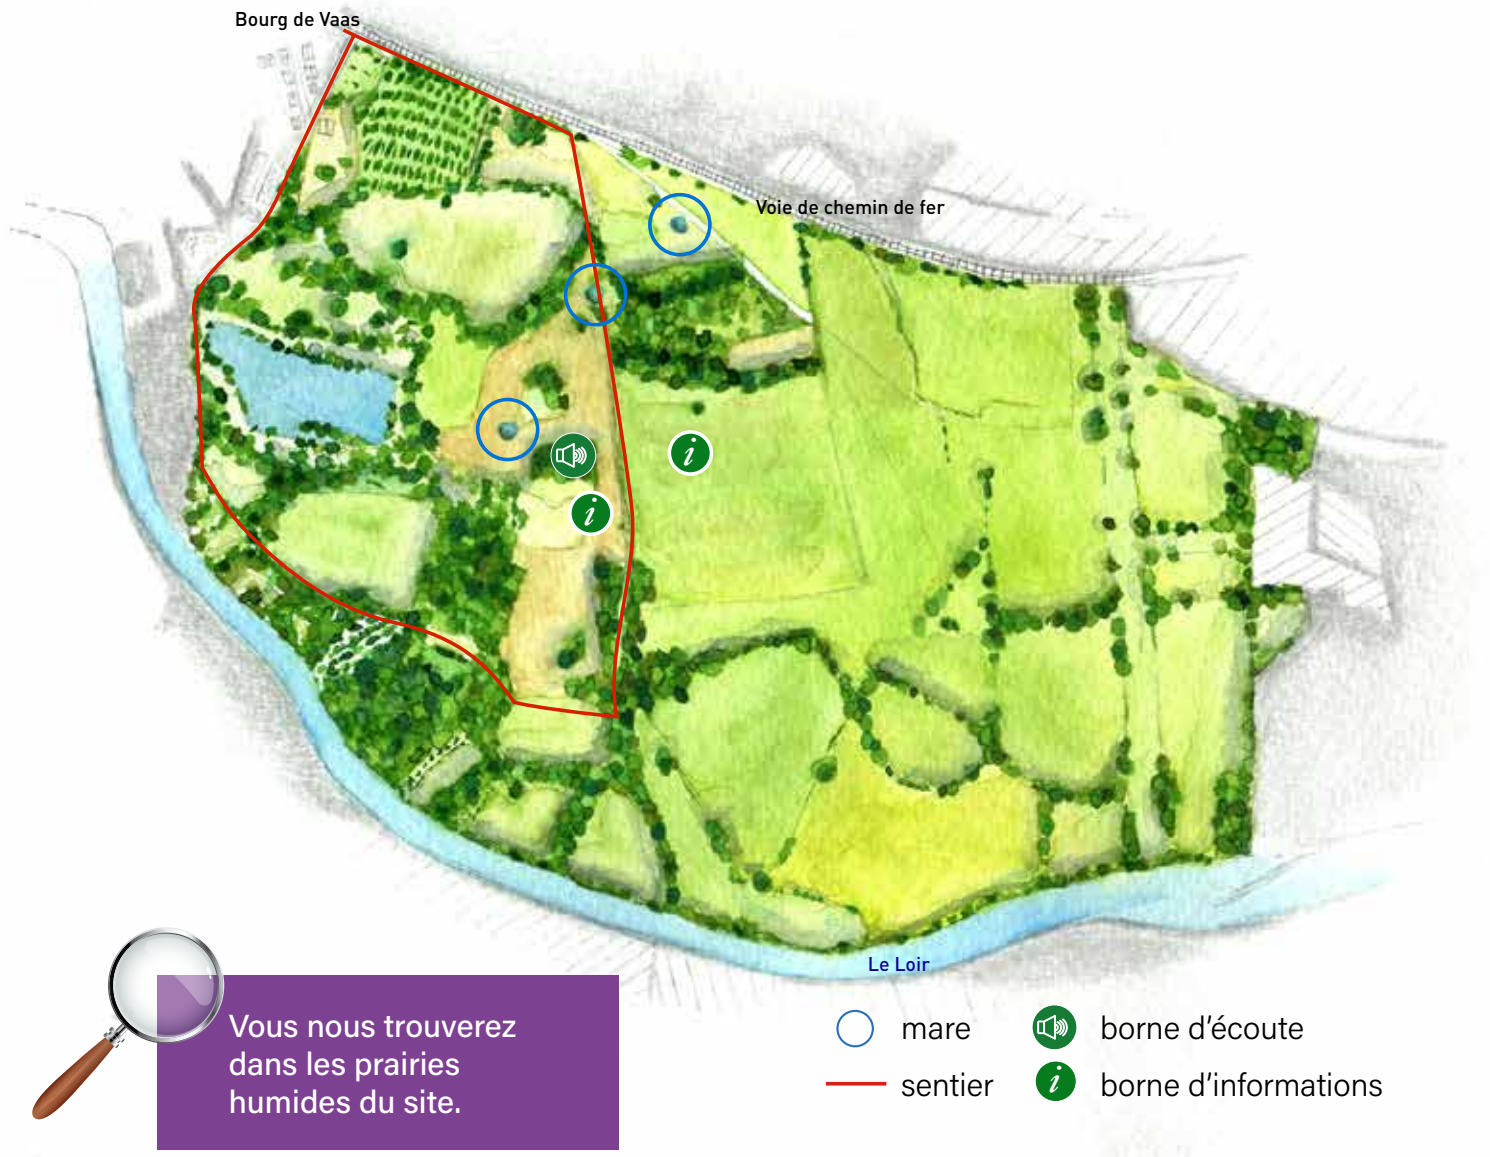 Bourg de Vaas
Voie de chemin de fer
Le Loir
Vous nous trouverez
dans les prairies
humides du site.
mare
borne d'écoute
sentier
borne d'informations
i
i
i